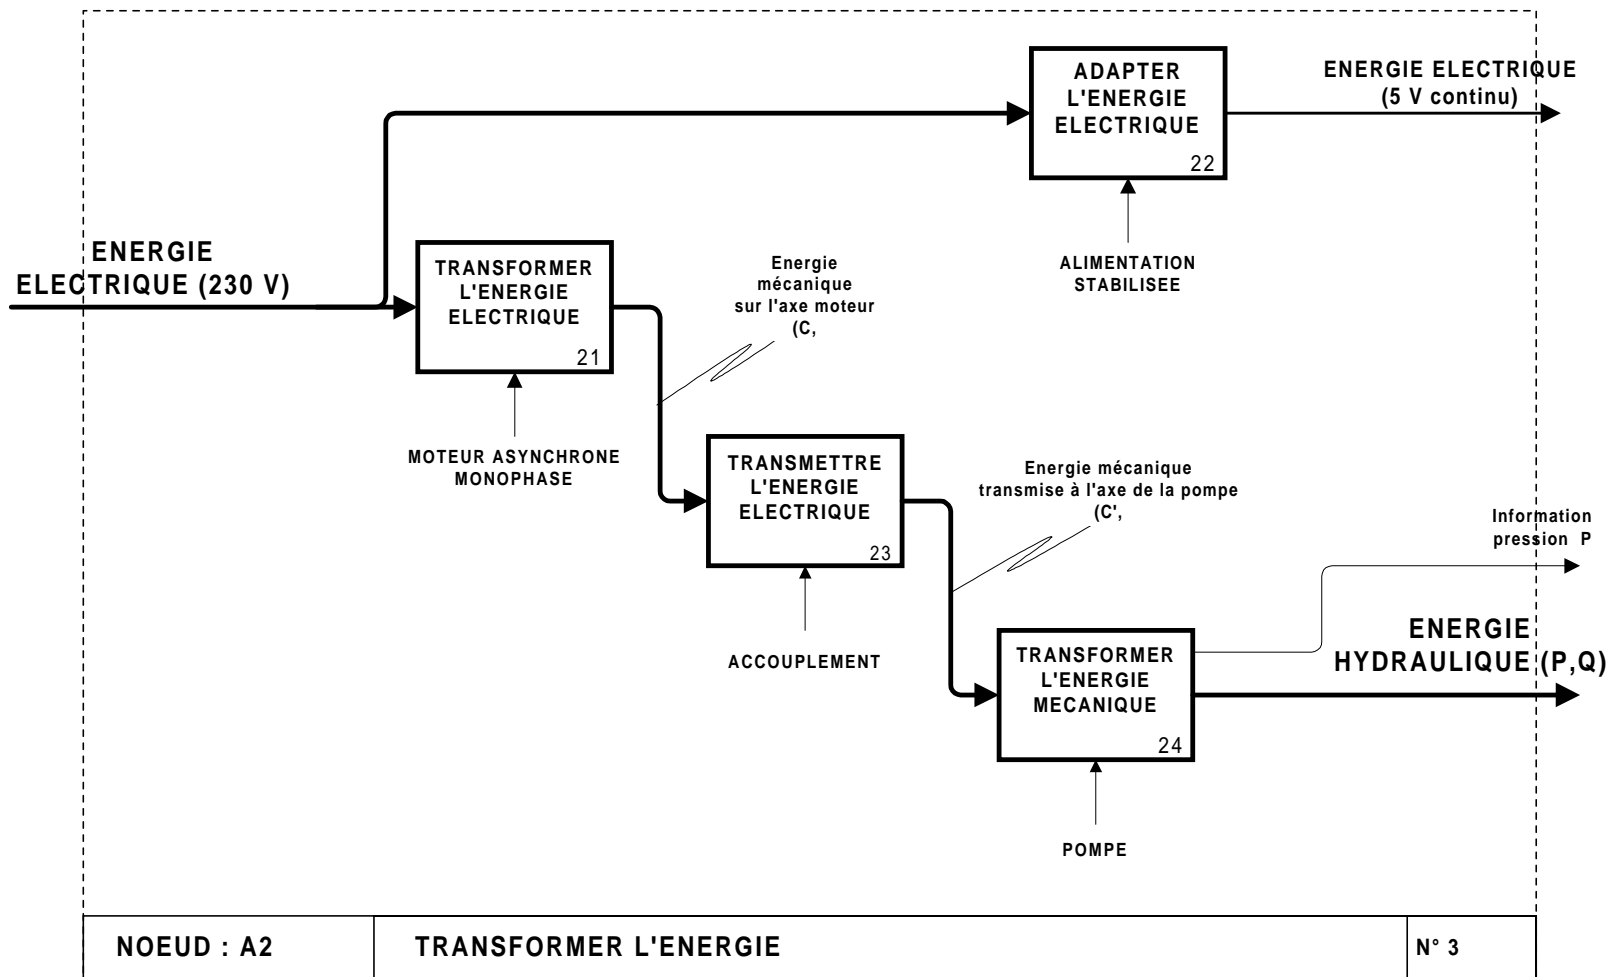 ADAPTER
L'ENERGIE
ELECTRIQUE
22
ENERGIE ELECTRIQUE
(5 V continu)
ALIMENTATION
STABILISEE
ENERGIE
ELECTRIQUE (230 V)
TRANSFORMER
L'ENERGIE
ELECTRIQUE
21
Energie
mécanique
sur l'axe moteur
(C,
MOTEUR ASYNCHRONE
MONOPHASE
TRANSMETTRE
L'ENERGIE
ELECTRIQUE
23
Energie mécanique
transmise à l'axe de la pompe
(C',
Information
pression P
ACCOUPLEMENT
TRANSFORMER
L'ENERGIE
MECANIQUE
24
ENERGIE
HYDRAULIQUE (P,Q)
POMPE
NOEUD : A2
TRANSFORMER L'ENERGIE
N° 3